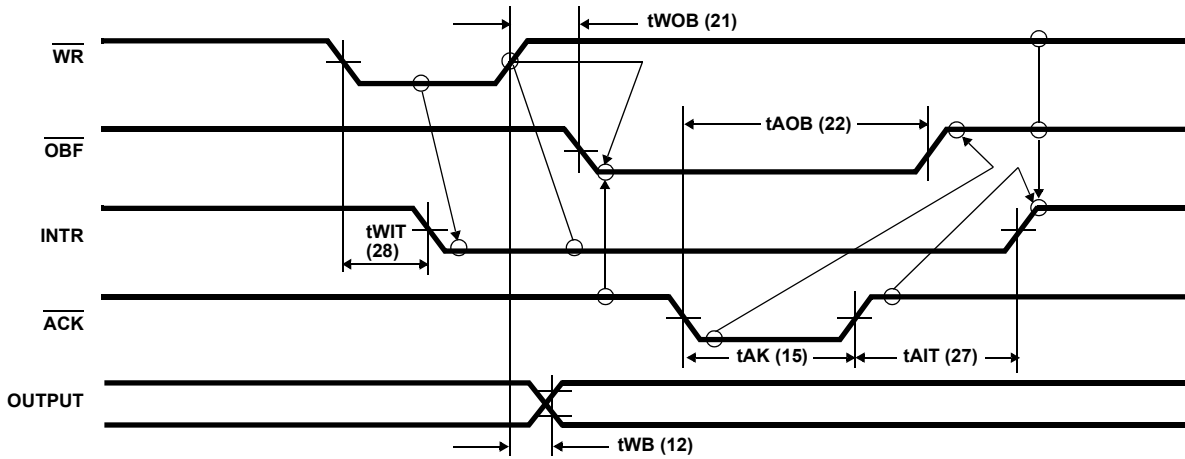 tWOB (21)
WR
tAOB (22)
OBF
INTR
tWIT
(28)
ACK
tAK (15)
tAIT (27)
OUTPUT
tWB (12)